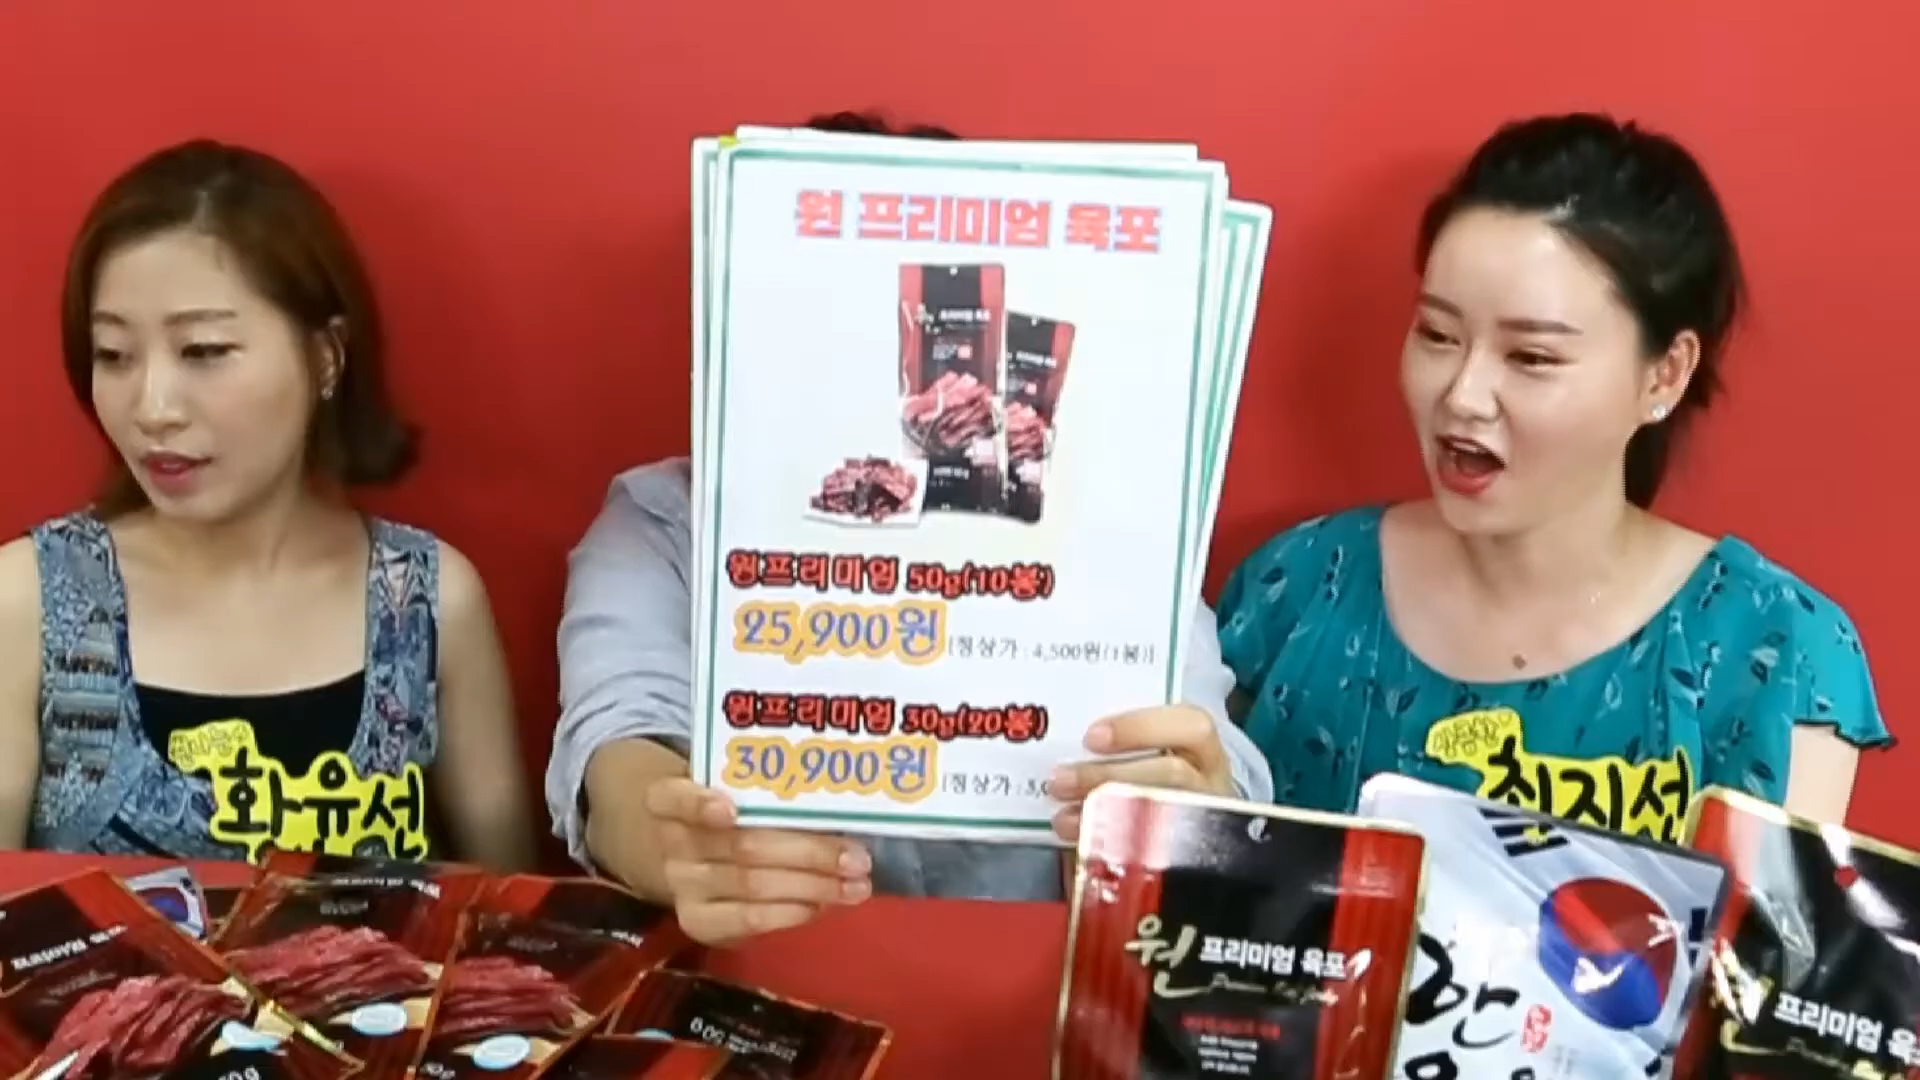 원 프리미엄 육포
원프리미엄 50g(10봉)
25,900원 [정상가 : 4,500원(1봉)]
원프리미엄 30g(20봉)
30,900원 [정상가 : 3,0
화유선
최지선
원 프리미엄 육포
프리미엄 육
50g